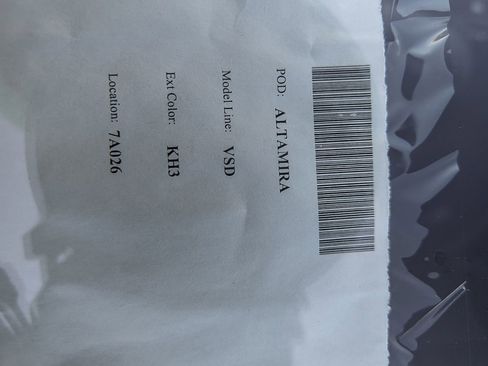 POD: ALTAMIRA
Model Line: VSD
Ext Color: KH3
Location: 7A026